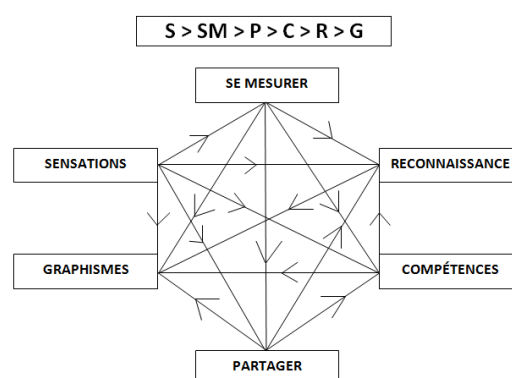 S > SM > P > C > R > G
SE MESURER
SENSATIONS
RECONNAISSANCE
GRAPHISMES
COMPÉTENCES
PARTAGER